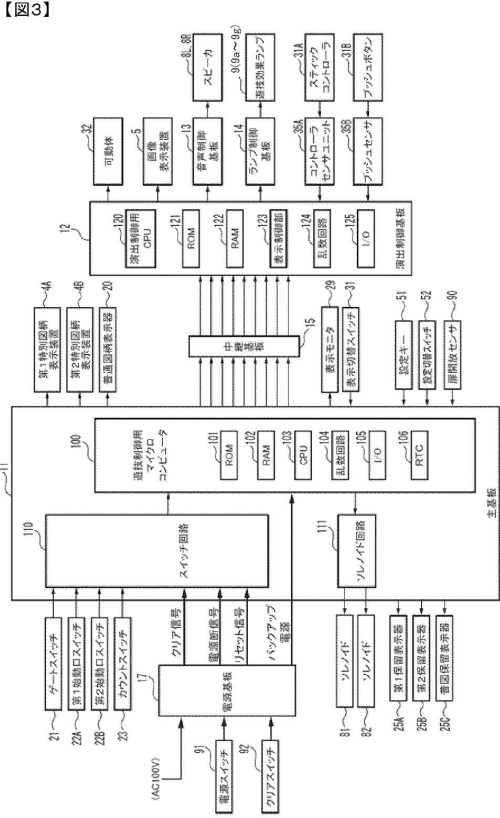 【図3】
11
主基板
110
スイッチ回路
100
遊技制御用
マイクロ
コンピュータ
101
ROM
102
RAM
103
CPU
104
乱数回路
105
I/O
106
RTC
111
ソレノイド回路
21
ゲートスイッチ
22A
第1始動口スイッチ
22B
第2始動口スイッチ
23
カウントスイッチ
クリア信号
電源断信号
リセット信号
バックアップ
電源
17
電源基板
(AC100V)
91
電源スイッチ
92
クリアスイッチ
ソレノイド
81
ソレノイド
82
25A
第1保留表示器
25B
第2保留表示器
25C
普図保留表示器
4A
第1特別図柄
表示装置
4B
第2特別図柄
表示装置
20
普通図柄表示器
中継基板
15
表示モニタ
29
表示切替スイッチ
31
設定キー
51
設定切替スイッチ
52
扉開放センサ
90
12
演出制御基板
120
演出制御用
CPU
121
ROM
122
RAM
123
表示制御部
124
乱数回路
125
I/O
32
可動体
5
画像
表示装置
13
音声制御
基板
8L.8R
スピーカ
14
ランプ制御
基板
9(9a～9g)
遊技効果ランプ
35A
コントローラ
センサユニット
31A
スティック
コントローラ
35B
プッシュセンサ
31B
プッシュボタン